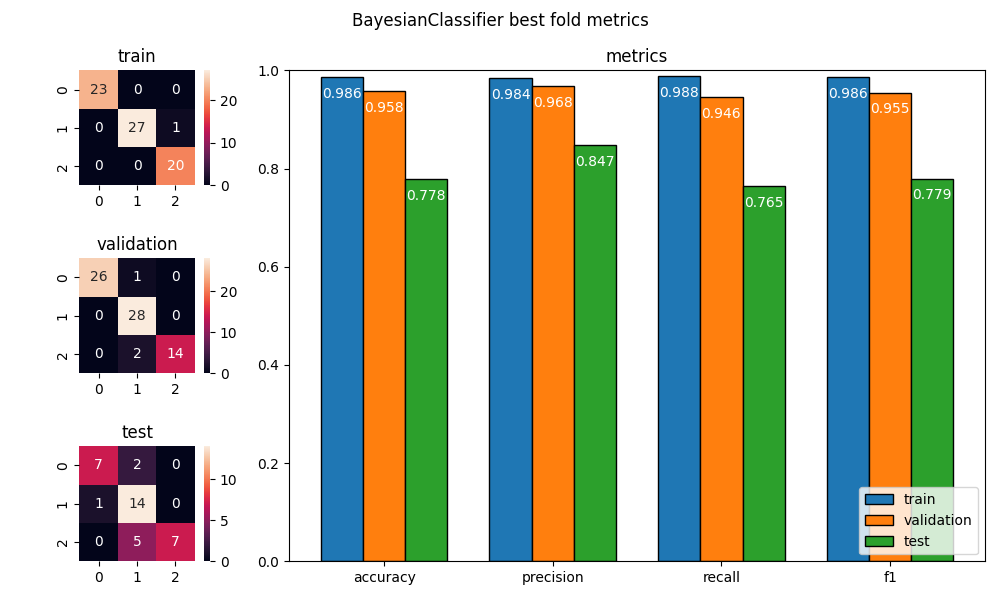 BayesianClassifier best fold metrics
train
0 23 0 0
1 0 27 1
2 0 0 20
0 1 2
20
10
0
validation
0 26 1 0
1 0 28 0
2 0 2 14
0 1 2
20
10
0
test
0 7 2 0
1 1 14 0
2 0 5 7
0 1 2
10
5
0
metrics
1.0
0.8
0.6
0.4
0.2
0.0
0.986 0.958 0.778
0.984 0.968 0.847
0.988 0.946 0.765
0.986 0.955 0.779
accuracy precision recall f1
train
validation
test